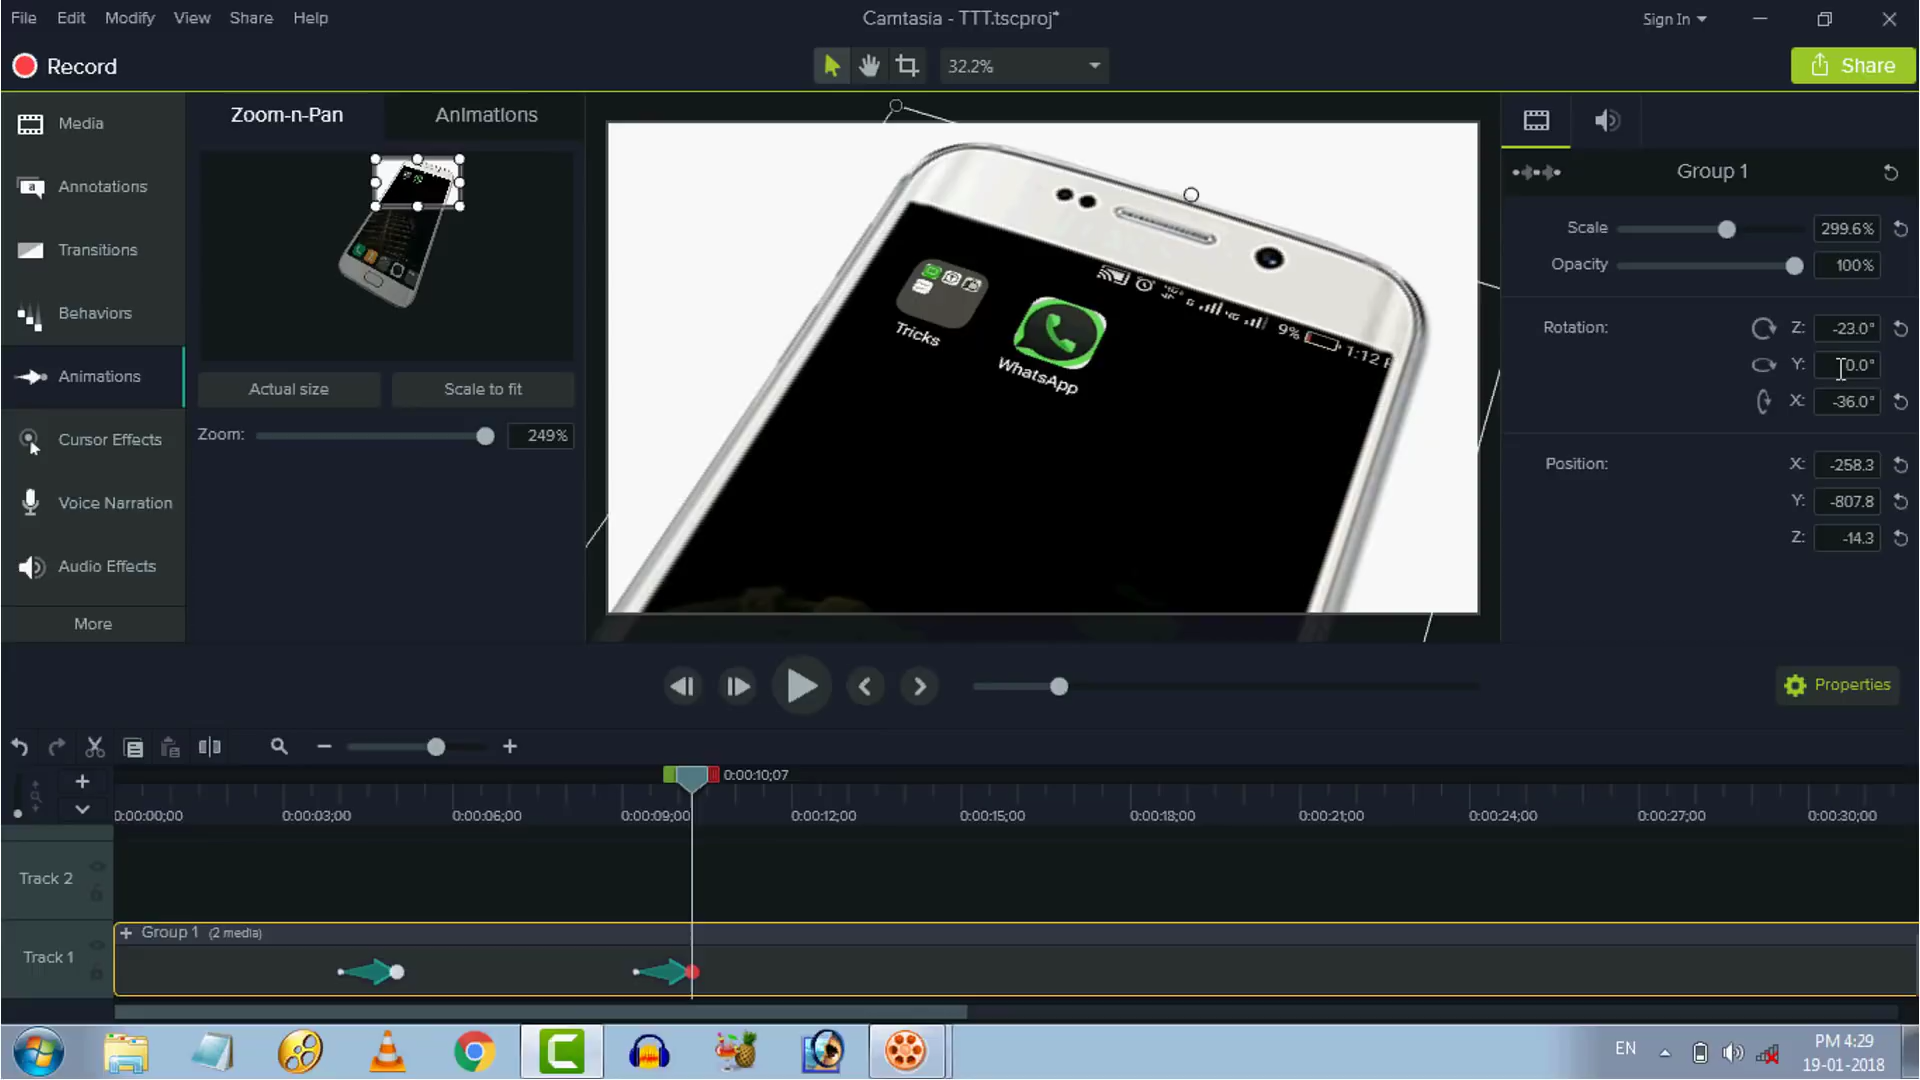 File Edit Modify View Share Help
Camtasia - TTT.tscproj*
Sign In
Record
32.2%
Share
Media
Annotations
Transitions
Behaviors
Animations
Cursor Effects
Voice Narration
Audio Effects
More
Zoom-n-Pan
Animations
Actual size
Scale to fit
Zoom:
249%
Tricks
WhatsApp
9%
1:12
Group 1
Scale
299.6%
Opacity
100%
Rotation:
Z: -23.0°
Y: 0.0°
X: -36.0°
Position:
X: -258.3
Y: -807.8
Z: -14.3
Properties
0:00:10;07
0:00:00;00 0:00:03;00 0:00:06;00 0:00:09;00 0:00:12;00 0:00:15;00 0:00:18;00 0:00:21;00 0:00:24;00 0:00:27;00 0:00:30;00
Track 2
Group 1 (2 media)
Track 1
EN
PM 4:29
19-01-2018